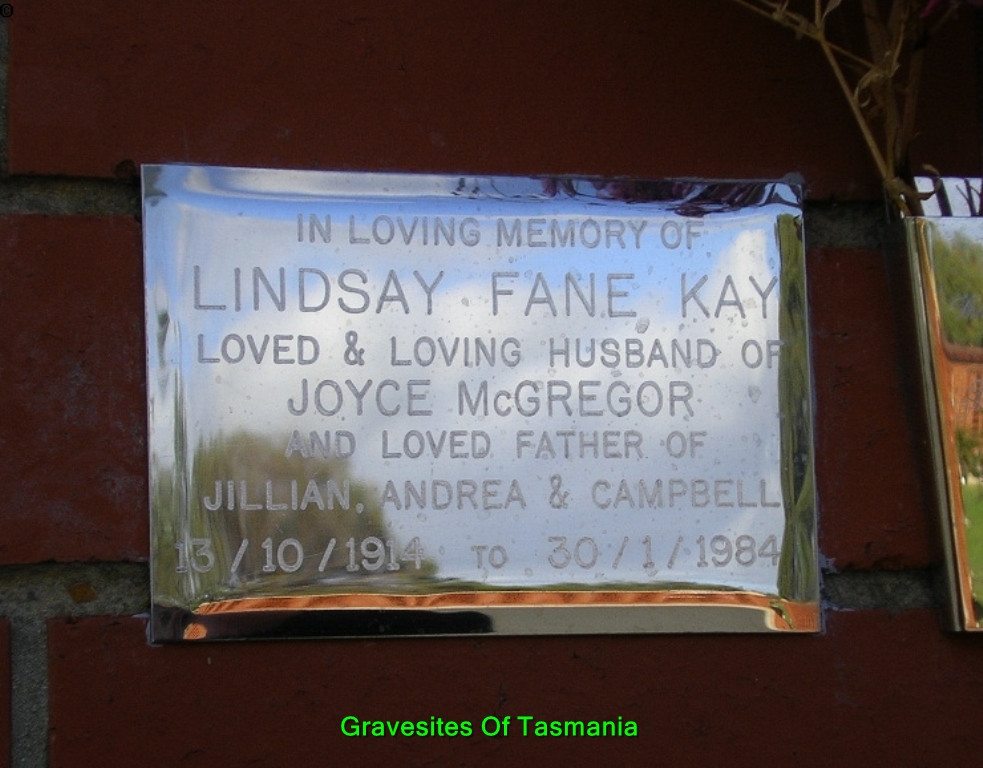 IN LOVING MEMORY OF
LINDSAY FANE KAY
LOVED & LOVING HUSBAND OF
JOYCE McGREGOR
AND LOVED FATHER OF
JILLIAN, ANDREA & CAMPBELL
13/10/1914 TO 30/1/1984
Gravesites Of Tasmania